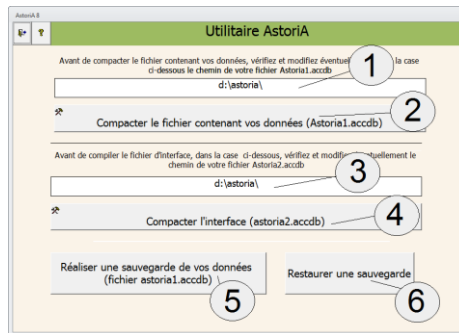 AstoriA 8
?
Utilitaire AstoriA
Avant de compacter le fichier contenant vos données, vérifiez et modifiez la case
ci-dessous le chemin de votre fichier Astoria1.accdb
d:\astoria\
1
Compacter le fichier contenant vos données (Astoria1.accdb)
2
Avant de compiler le fichier d'interface, dans la case ci-dessous, vérifiez et le
chemin de votre fichier Astoria2.accdb
d:\astoria\
3
Compacter l'interface (astoria2.accdb)
4
Réaliser une sauvegarde de vos données
(fichier astoria1.accdb)
5
Restaurer une sauvegarde
6